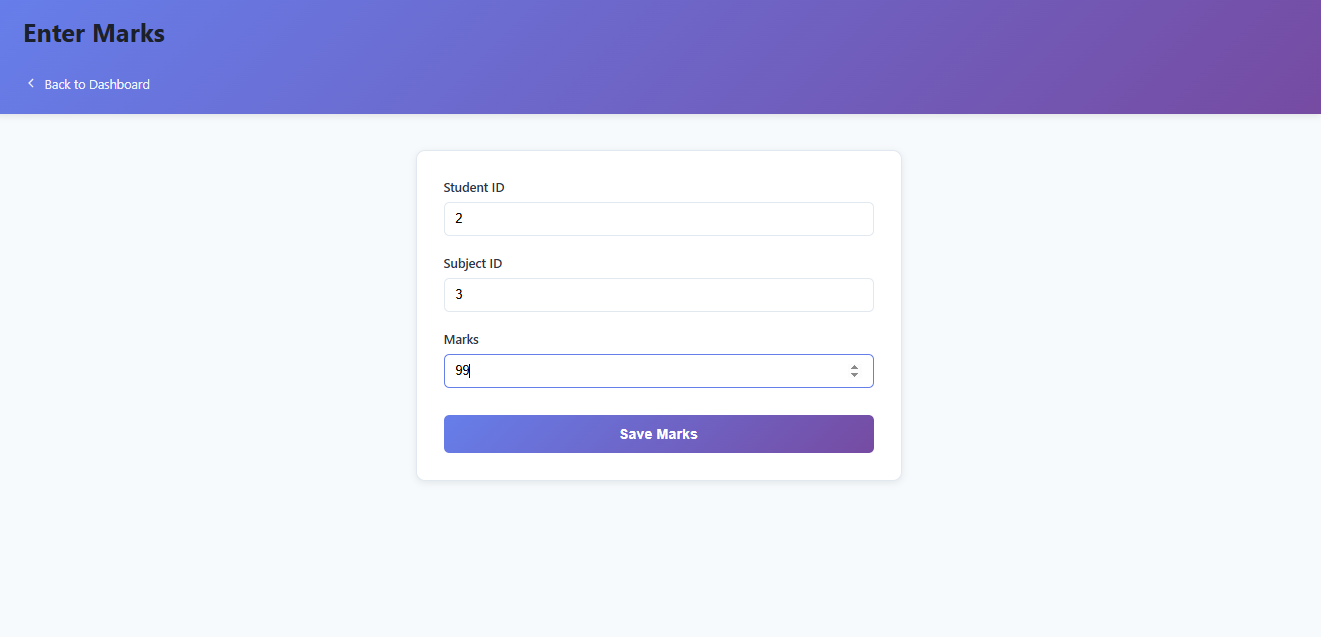 Enter Marks
Back to Dashboard
Student ID
2
Subject ID
3
Marks
99
Save Marks